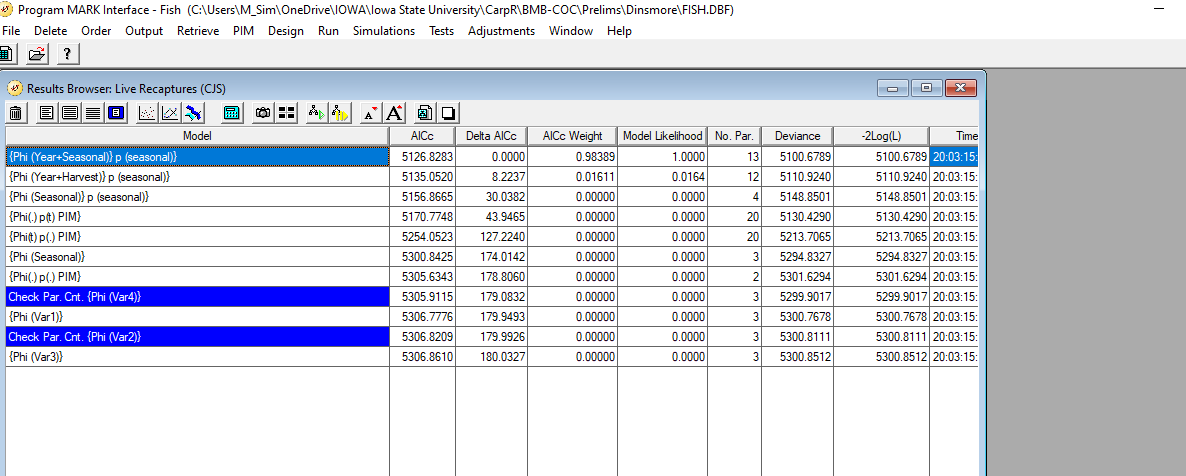 Program MARK Interface - Fish (C:\Users\M_Sim\OneDrive\IOWA\Iowa State University\CarpR\BMB-COC\Prelims\Dinsmore\FISH.DBF)
File Delete Order Output Retrieve PIM Design Run Simulations Tests Adjustments Window Help
?
Results Browser: Live Recaptures (CJS)
A A
Model AICc Delta AICc AICc Weight Model Likelihood No. Par. Deviance -2Log(L) Time
{Phi (Year+Seasonal)} p (seasonal)} 5126.8283 0.0000 0.98389 1.0000 13 5100.6789 5100.6789 20:03:15:
{Phi (Year+Harvest)} p (seasonal)} 5135.0520 8.2237 0.01611 0.0164 12 5110.9240 5110.9240 20:03:15:
{Phi (Seasonal)} p (seasonal)} 5156.8665 30.0382 0.00000 0.0000 4 5148.8501 5148.8501 20:03:15:
{Phi(.) p(t) PIM} 5170.7748 43.9465 0.00000 0.0000 20 5130.4290 5130.4290 20:03:15:
{Phi(t) p(.) PIM} 5254.0523 127.2240 0.00000 0.0000 20 5213.7065 5213.7065 20:03:15:
{Phi (Seasonal)} 5300.8425 174.0142 0.00000 0.0000 3 5294.8327 5294.8327 20:03:15:
{Phi(.) p(.) PIM} 5305.6343 178.8060 0.00000 0.0000 2 5301.6294 5301.6294 20:03:15:
Check Par. Cnt. {Phi (Var4)} 5305.9115 179.0832 0.00000 0.0000 3 5299.9017 5299.9017 20:03:15:
{Phi (Var1)} 5306.7776 179.9493 0.00000 0.0000 3 5300.7678 5300.7678 20:03:15:
Check Par. Cnt. {Phi (Var2)} 5306.8209 179.9926 0.00000 0.0000 3 5300.8111 5300.8111 20:03:15:
{Phi (Var3)} 5306.8610 180.0327 0.00000 0.0000 3 5300.8512 5300.8512 20:03:15: